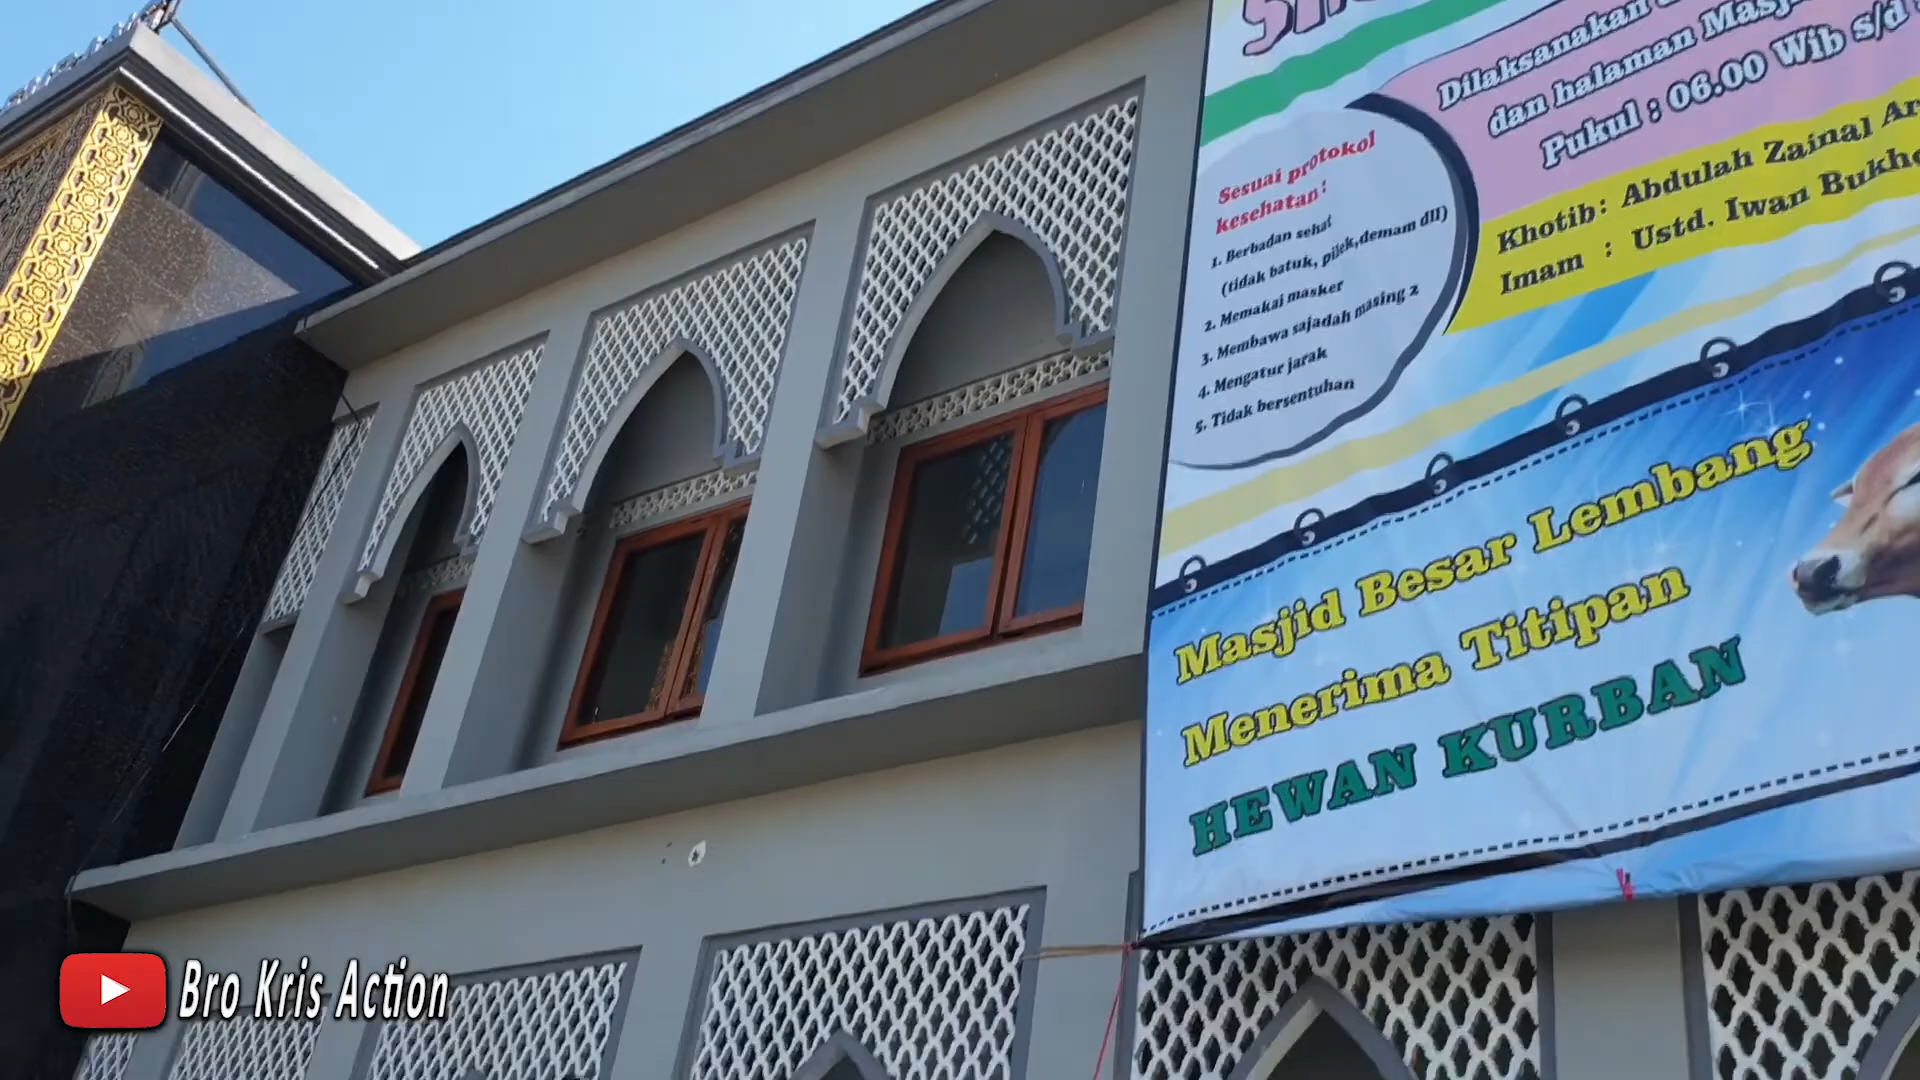 Dilaksanakan
dan halaman Masjid
Pukul : 06.00 Wib s/d
Khotib: Abdulah Zainal
Imam : Ustd. Iwan
Sesuai protokol
kesehatan:
1. Berbadan sehat
(tidak batuk, pilek,demam dll)
2. Memakai masker
3. Membawa sajadah masing 2
4. Mengatur jarak
5. Tidak bersentuhan
Masjid Besar Lembang
Menerima Titipan
HEWAN KURBAN
Bro Kris Action